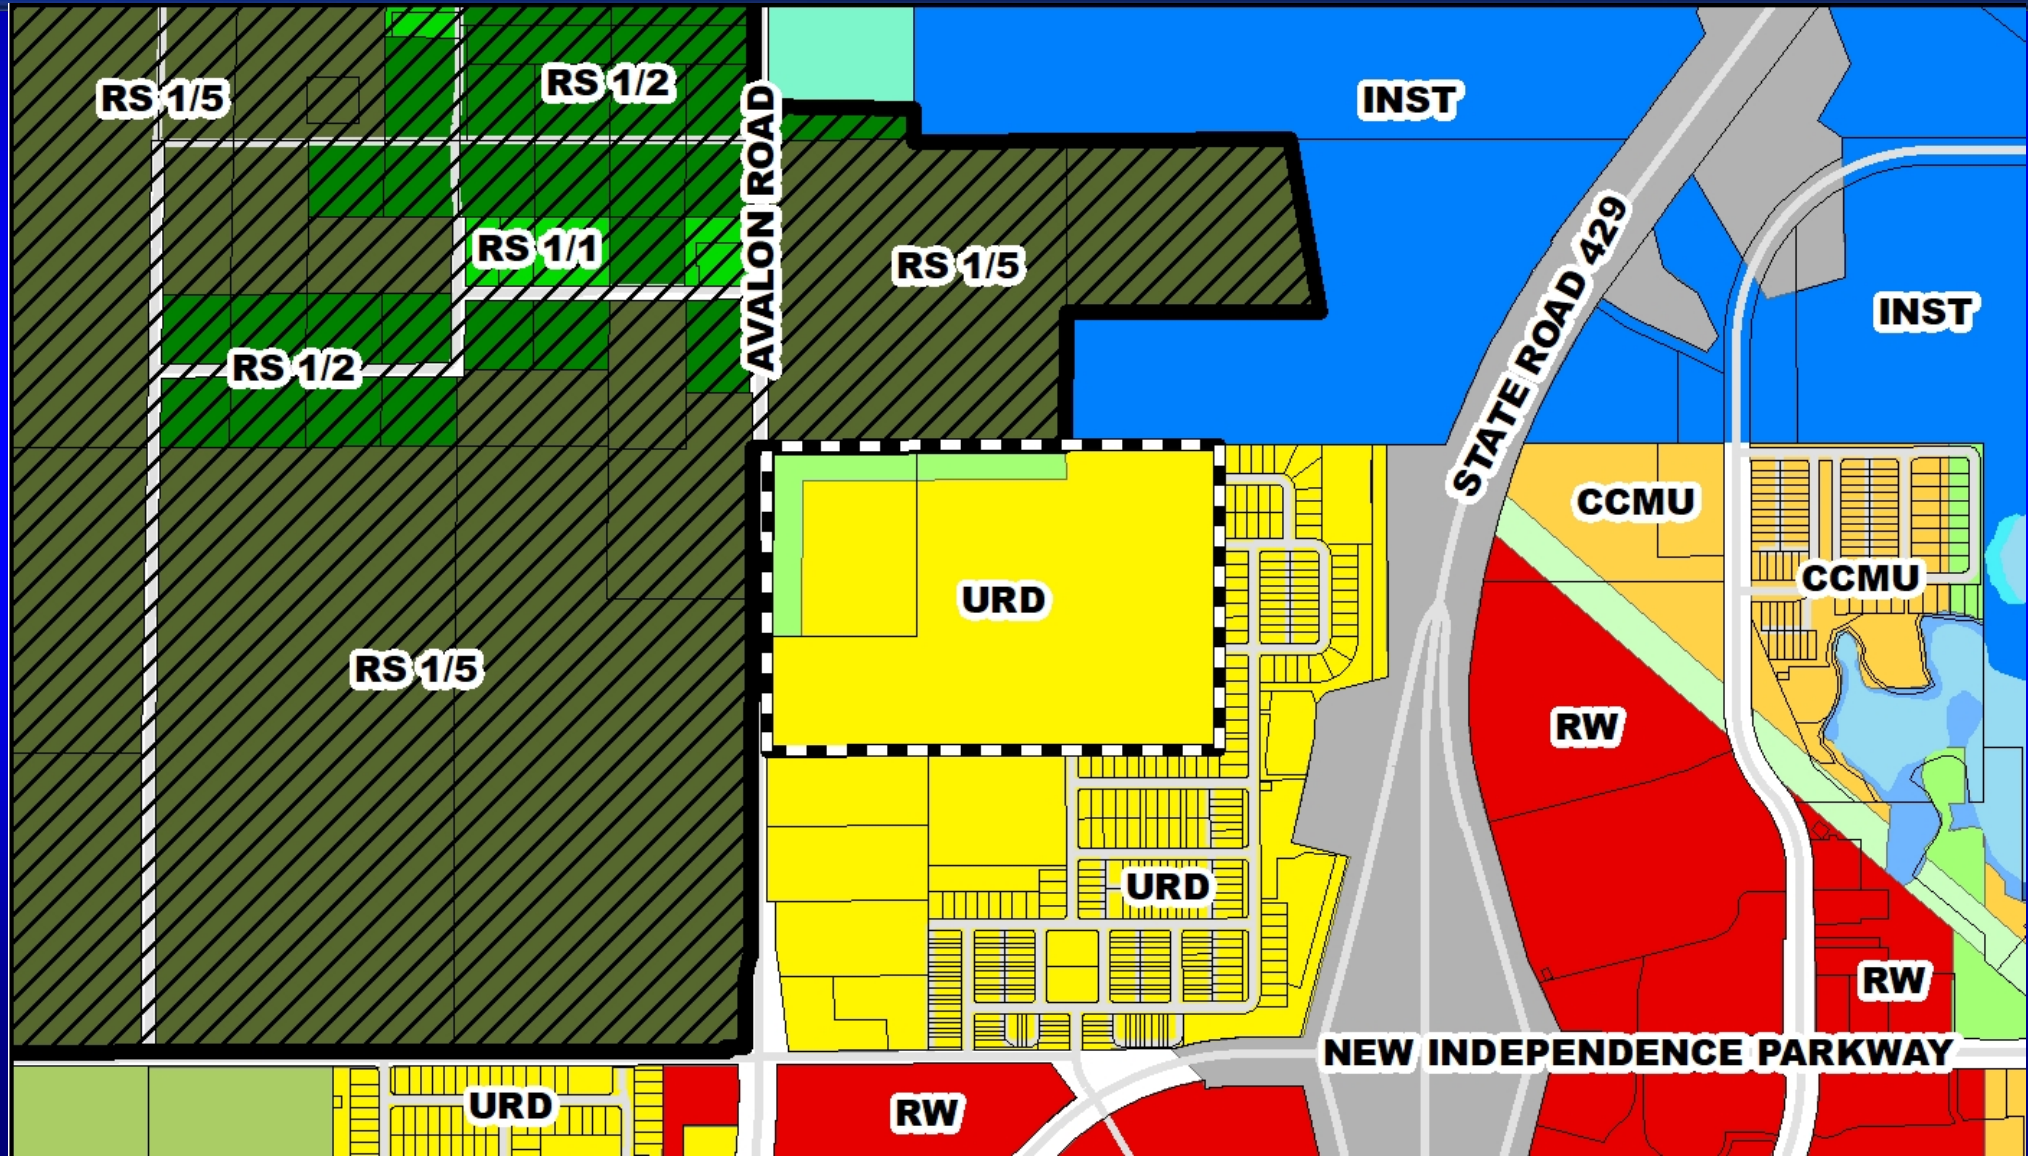 RS 1/5
RS 1/2
INST
AVALON ROAD
RS 1/1
RS 1/5
STATE ROAD 429
INST
RS 1/2
CCMU
CCMU
URD
RS 1/5
RW
URD
RW
NEW INDEPENDENCE PARKWAY
URD
RW